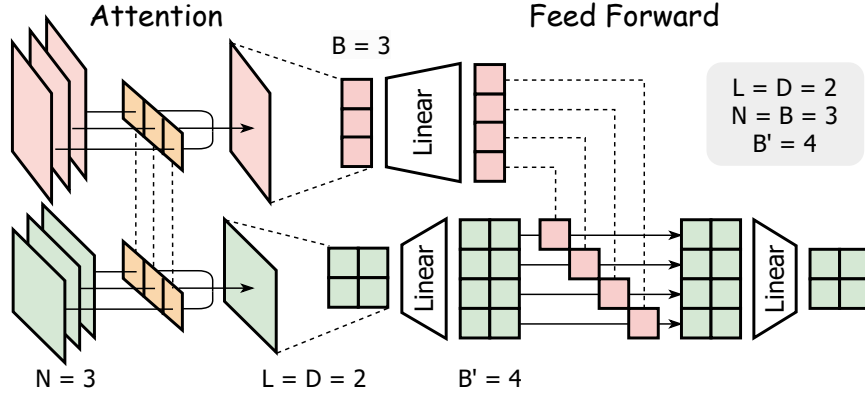 Attention
Feed Forward
B = 3
Linear
L = D = 2
N = B = 3
B' = 4
Linear
Linear
N = 3
L = D = 2
B' = 4